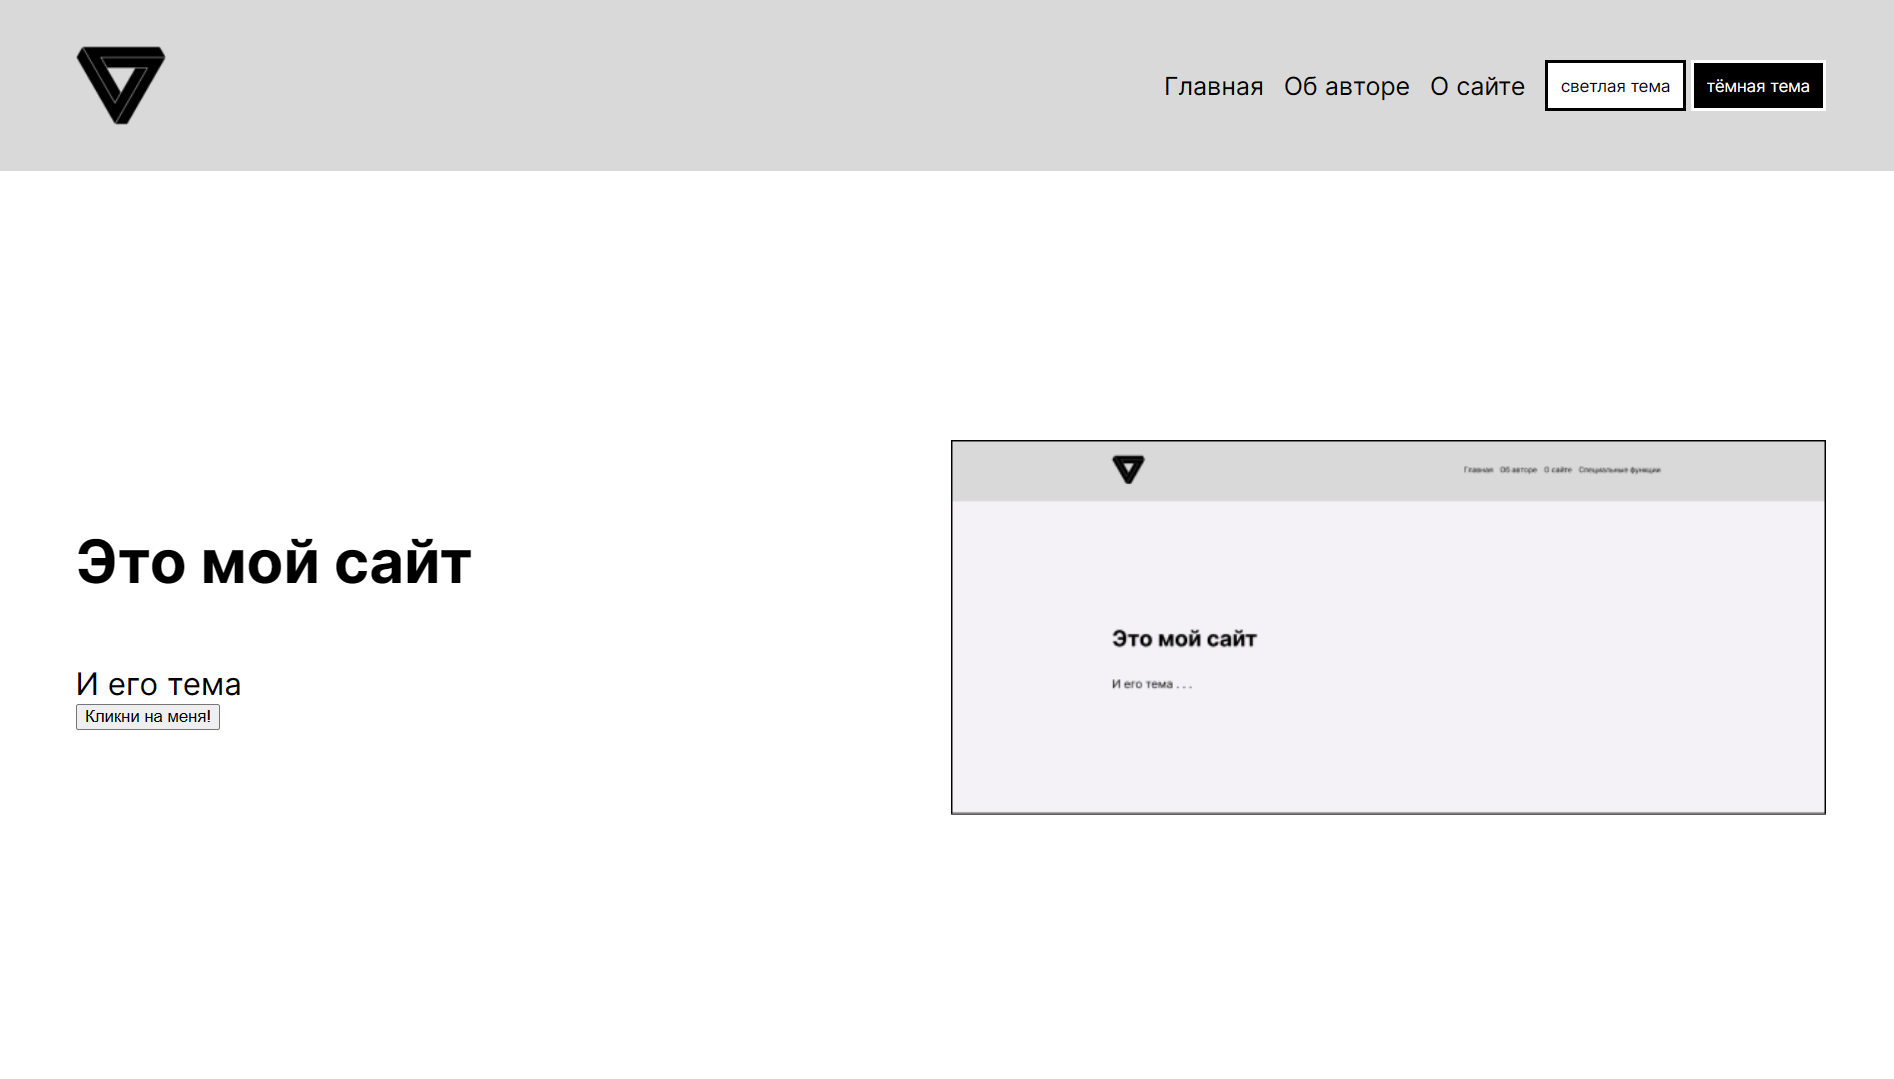 Главная Об авторе О сайте светлая тема тёмная тема
Это мой сайт
И его тема
Кликни на меня!
Главная Об авторе О сайте Специальные функции
Это мой сайт
И его тема . . .